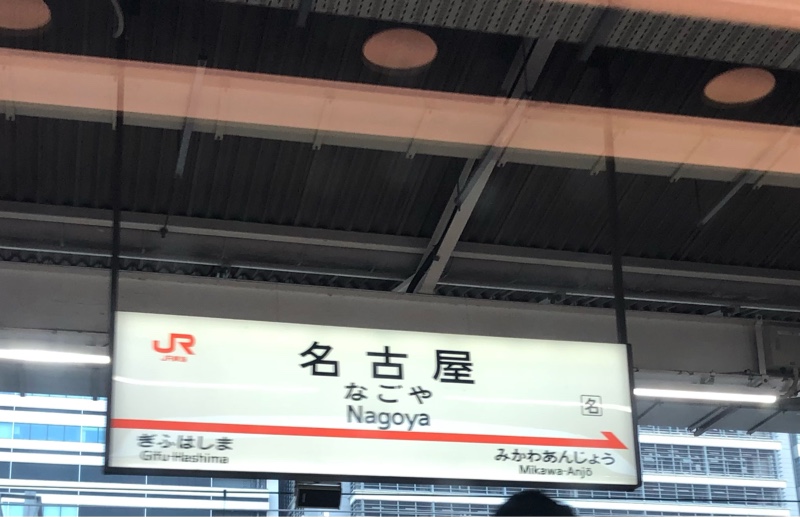 JR
JR東海
名古屋
なごや
Nagoya
名
ぎふはしま
Gifu-Hashima
みかわあんじょう
Mikawa-Anjō